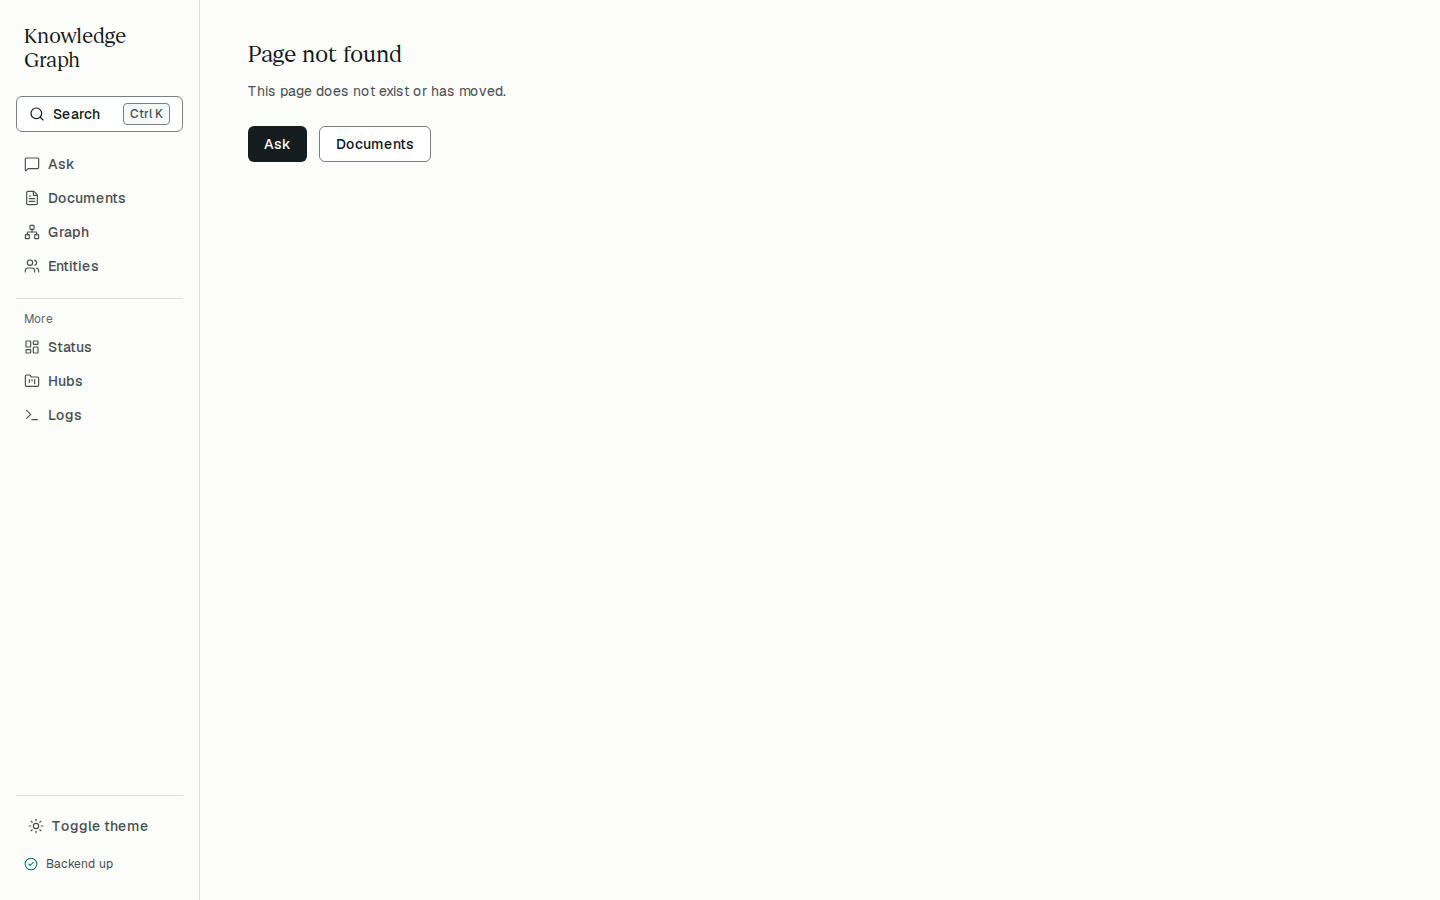 Knowledge
Graph
Search Ctrl K
Ask
Documents
Graph
Entities
More
Status
Hubs
Logs
Toggle theme
Backend up
Page not found
This page does not exist or has moved.
Ask Documents